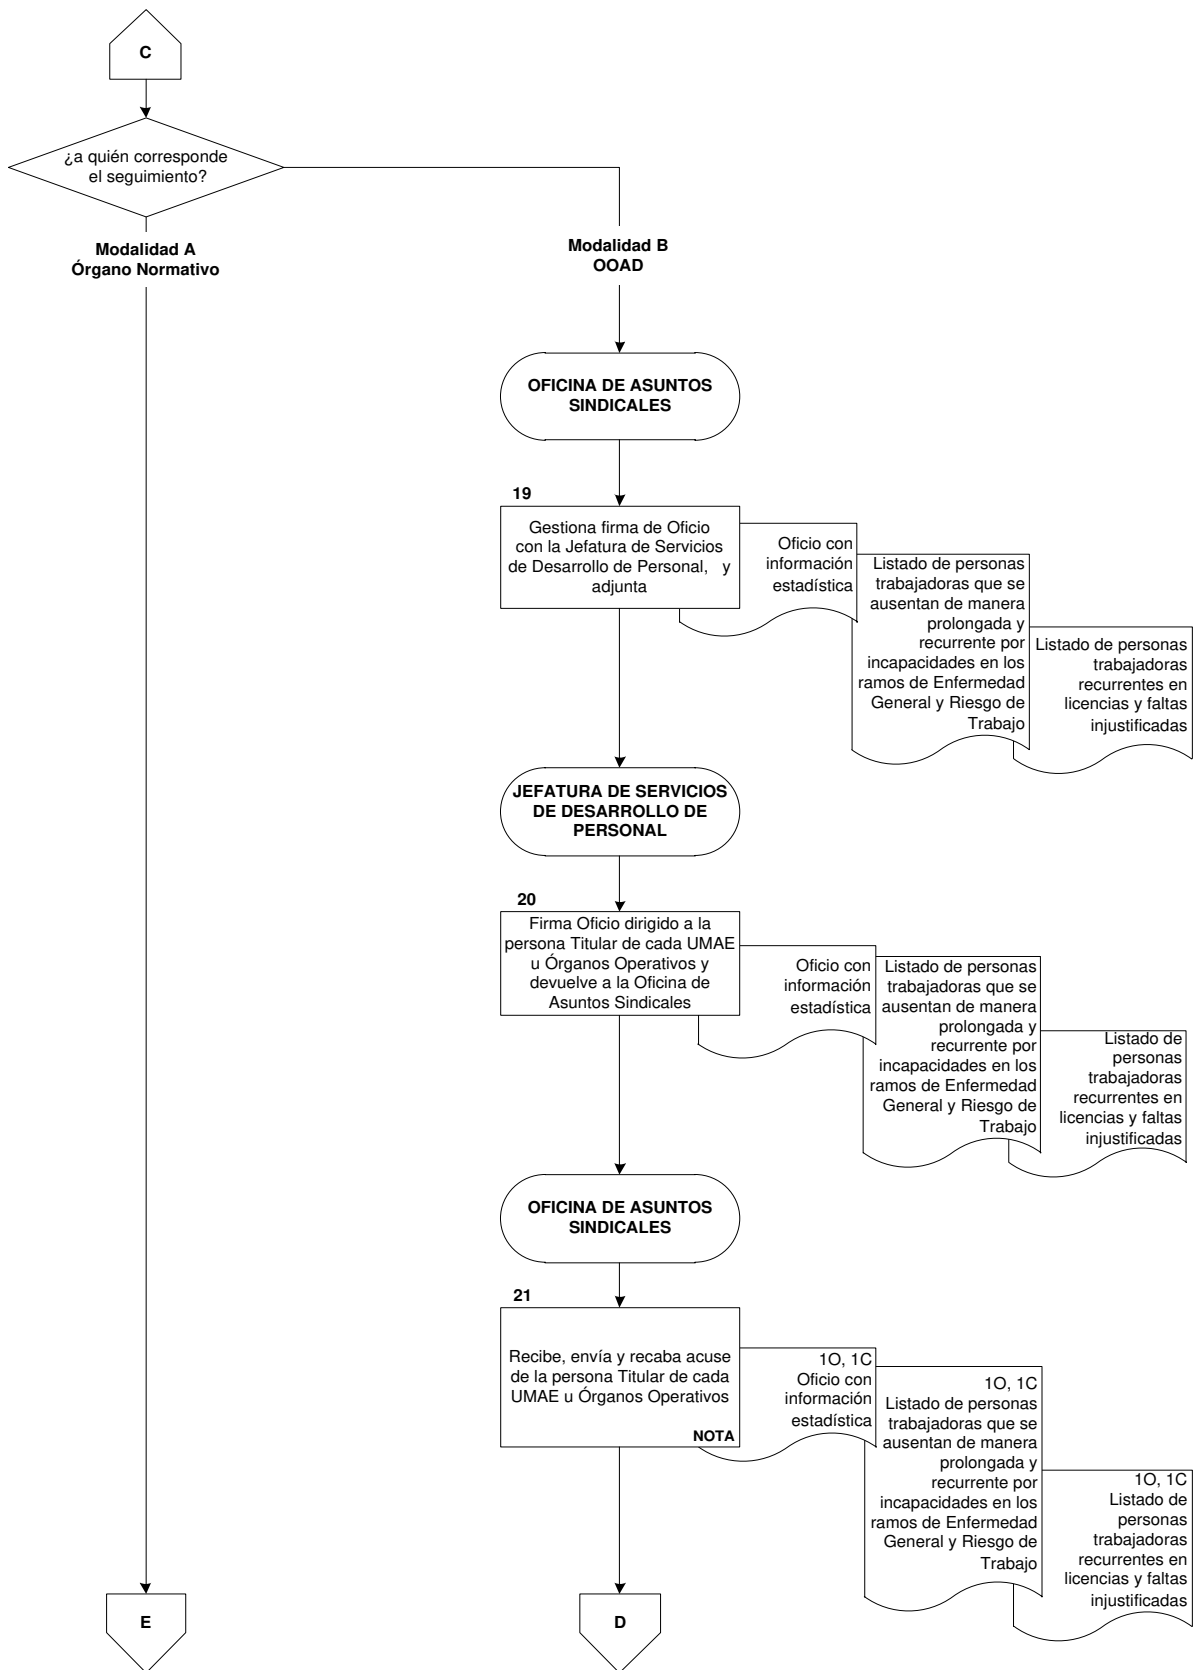 C
¿a quién corresponde
el seguimiento?
Modalidad A
Órgano Normativo
Modalidad B
OOAD
OFICINA DE ASUNTOS
SINDICALES
19
Gestiona firma de Oficio
con la Jefatura de Servicios
de Desarrollo de Personal, y
adjunta
Oficio con
información
estadística
Listado de personas
trabajadoras que se
ausentan de manera
prolongada y
recurrente por
incapacidades en los
ramos de Enfermedad
General y Riesgo de
Trabajo
Listado de personas
trabajadoras
recurrentes en
licencias y faltas
injustificadas
JEFATURA DE SERVICIOS
DE DESARROLLO DE
PERSONAL
20
Firma Oficio dirigido a la
persona Titular de cada UMAE
u Órganos Operativos y
devuelve a la Oficina de
Asuntos Sindicales
Oficio con
información
estadística
Listado de personas
trabajadoras que se
ausentan de manera
prolongada y
recurrente por
incapacidades en los
ramos de Enfermedad
General y Riesgo de
Trabajo
Listado de
personas
trabajadoras
recurrentes en
licencias y faltas
injustificadas
OFICINA DE ASUNTOS
SINDICALES
21
Recibe, envía y recaba acuse
de la persona Titular de cada
UMAE u Órganos Operativos
NOTA
1O, 1C
Oficio con
información
estadística
1O, 1C
Listado de personas
trabajadoras que se
ausentan de manera
prolongada y
recurrente por
incapacidades en los
ramos de Enfermedad
General y Riesgo de
Trabajo
1O, 1C
Listado de
personas
trabajadoras
recurrentes en
licencias y faltas
injustificadas
E
D